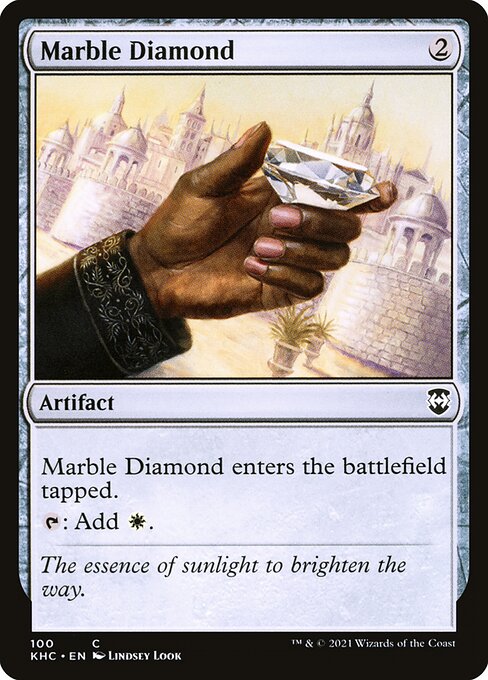 Marble Diamond 2
Artifact
Marble Diamond enters the battlefield
tapped.
: Add .
The essence of sunlight to brighten the
way.
100 C
KHC • EN Lindsey Look
™ & © 2021 Wizards of the Coast